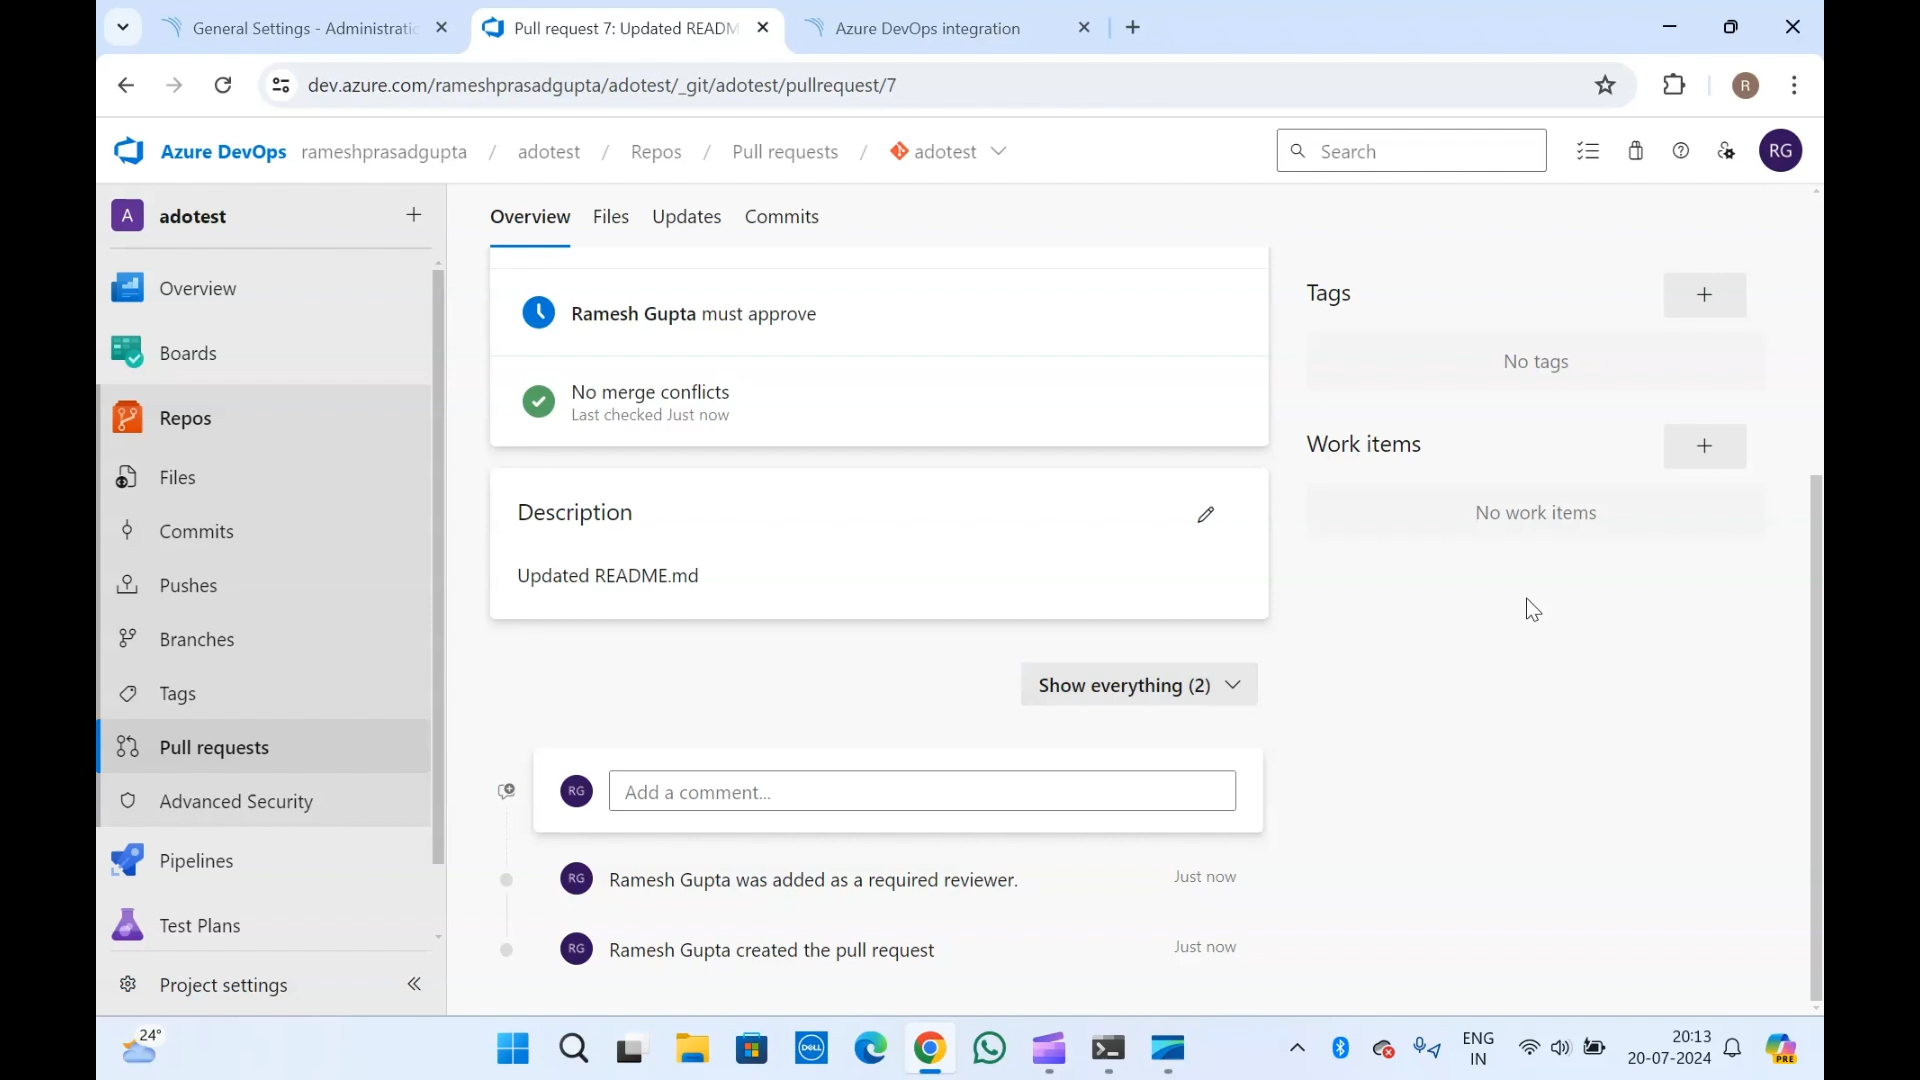 General Settings - Administratio
Pull request 7: Updated READM
Azure DevOps integration
dev.azure.com/rameshprasadgupta/adotest/_git/adotest/pullrequest/7
R
Azure DevOps rameshprasadgupta / adotest / Repos / Pull requests / adotest
Search
RG
A adotest
Overview
Boards
Repos
Files
Commits
Pushes
Branches
Tags
Pull requests
Advanced Security
Pipelines
Test Plans
Project settings
Overview Files Updates Commits
Ramesh Gupta must approve
No merge conflicts
Last checked Just now
Description
Updated README.md
Show everything (2)
RG Add a comment...
RG Ramesh Gupta was added as a required reviewer. Just now
RG Ramesh Gupta created the pull request Just now
Tags
No tags
Work items
No work items
24°
DELL
ENG
IN
20:13
20-07-2024
PRE